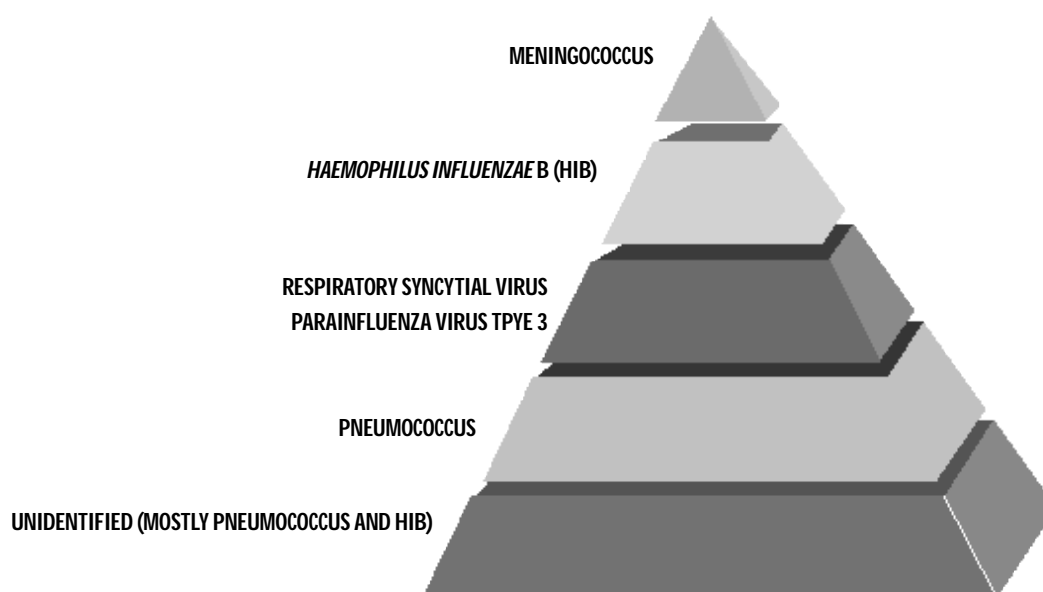 MENINGOCOCCUS
HAEMOPHILUS INFLUENZAE B (HIB)
RESPIRATORY SYNCYTIAL VIRUS
PARAINFLUENZA VIRUS TPYE 3
PNEUMOCOCCUS
UNIDENTIFIED (MOSTLY PNEUMOCOCCUS AND HIB)